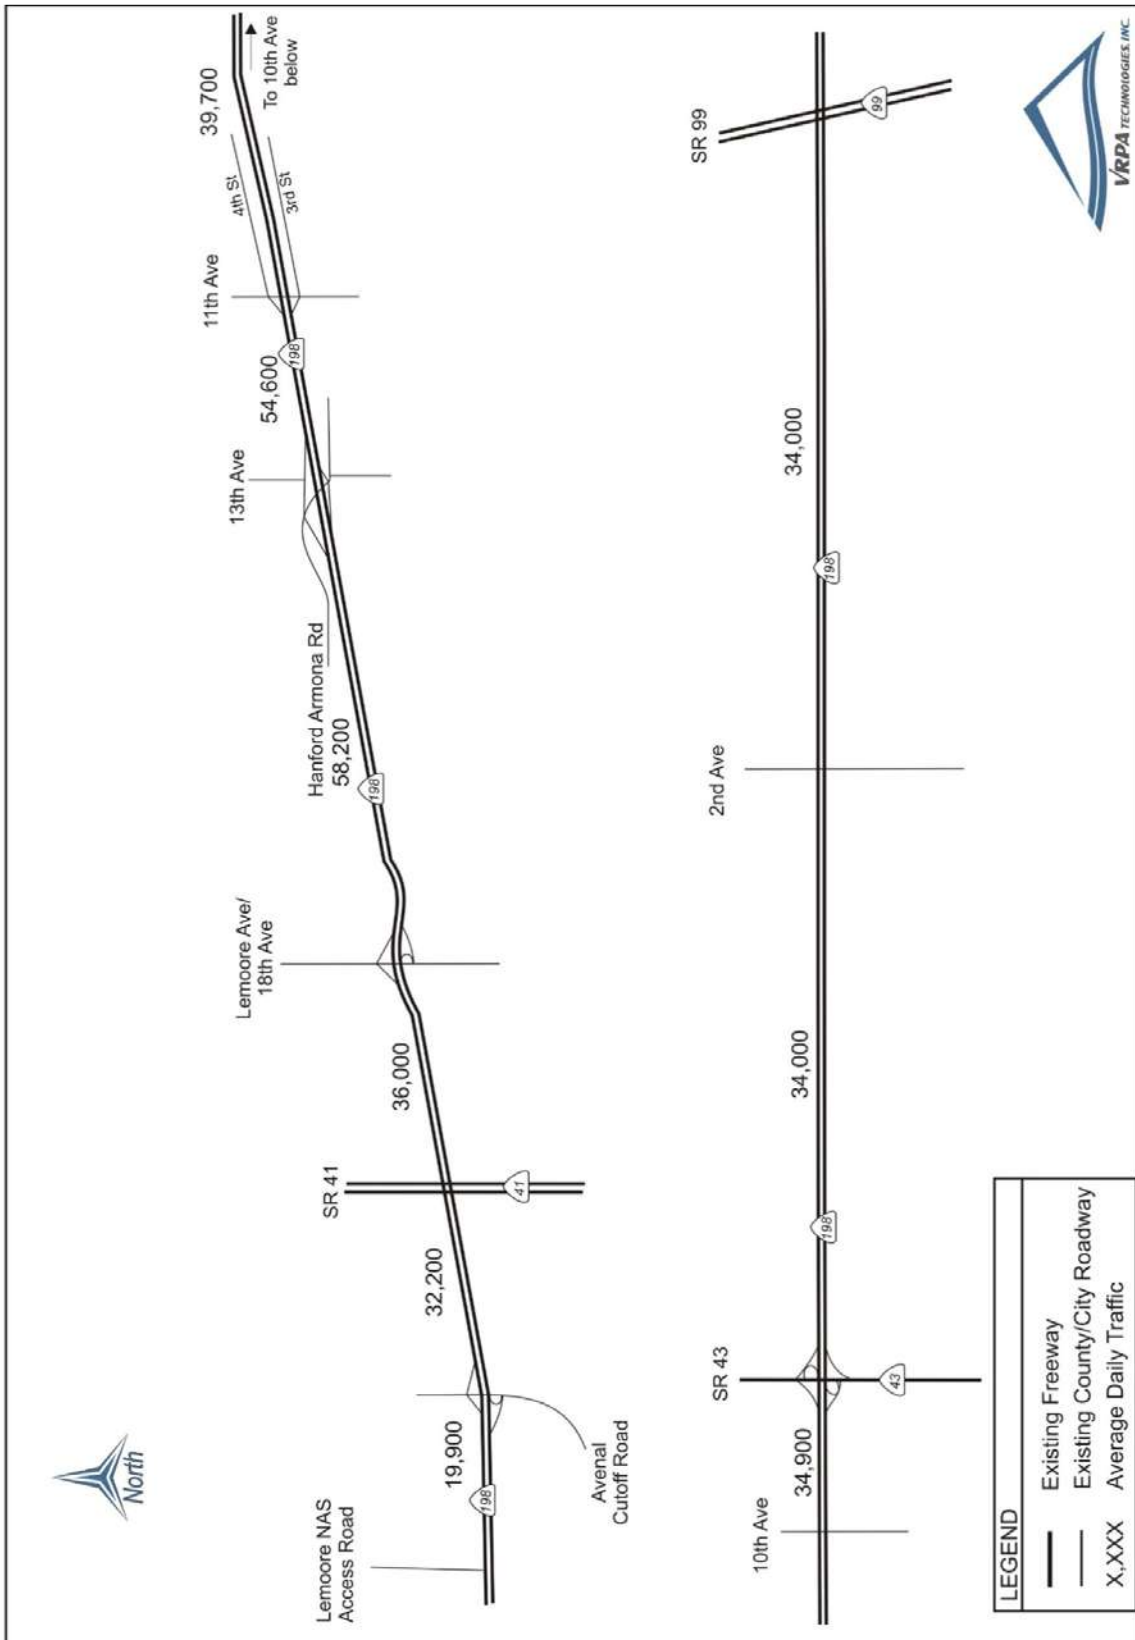 North
Lemoore NAS
Access Road
198
19,900
Avenal
Cutoff Road
32,200
SR 41
41
36,000
Lemoore Ave/
18th Ave
198
58,200
Hanford Armona Rd
13th Ave
54,600
198
11th Ave
4th St
3rd St
39,700
To 10th Ave
below
10th Ave
34,900
SR 43
43
198
34,000
2nd Ave
198
34,000
SR 99
99
LEGEND
Existing Freeway
Existing County/City Roadway
X,XXX Average Daily Traffic
VRPA TECHNOLOGIES, INC.